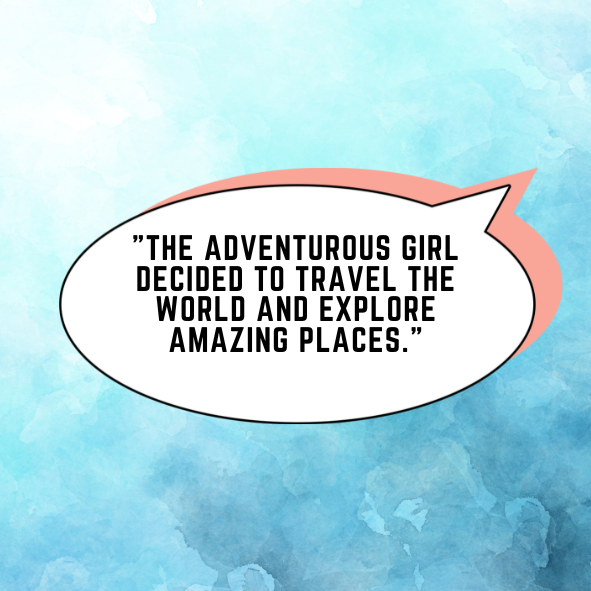 ”THE ADVENTUROUS GIRL
DECIDED TO TRAVEL THE
WORLD AND EXPLORE
AMAZING PLACES.”